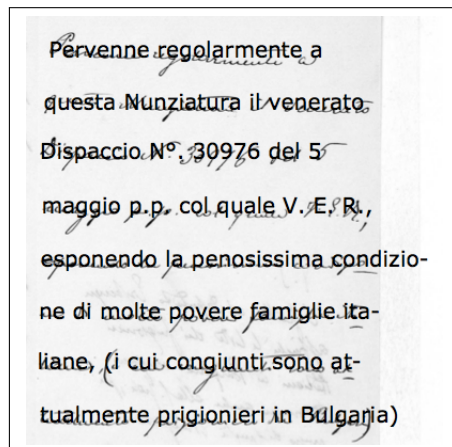 Pervenne regolarmente a
questa Nunziatura il venerato
Dispaccio Nº. 30976 del 5
maggio p.p. col quale V. E. R.,
esponendo la penosissima condizio-
ne di molte povere famiglie ita-
liane, (i cui congiunti sono at-
tualmente prigionieri in Bulgaria)